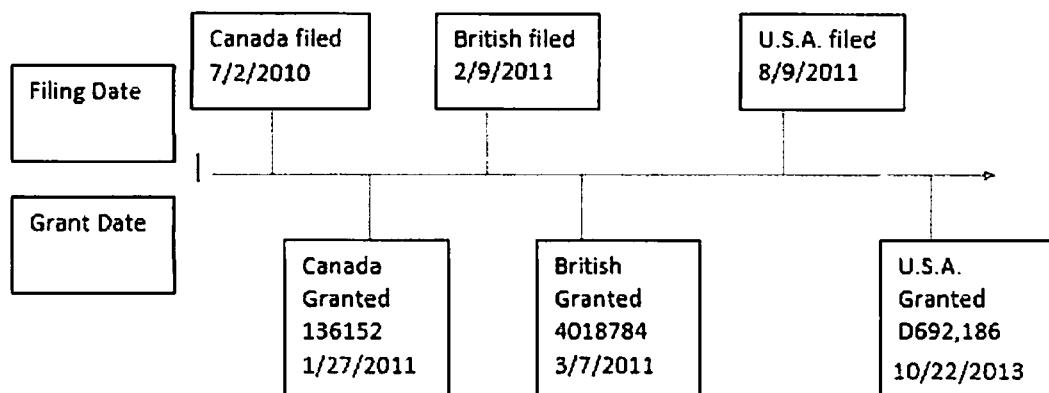 Canada filed
7/2/2010
British filed
2/9/2011
U.S.A. filed
8/9/2011
Filing Date
Grant Date
Canada
Granted
136152
1/27/2011
British
Granted
4018784
3/7/2011
U.S.A.
Granted
D692,186
10/22/2013